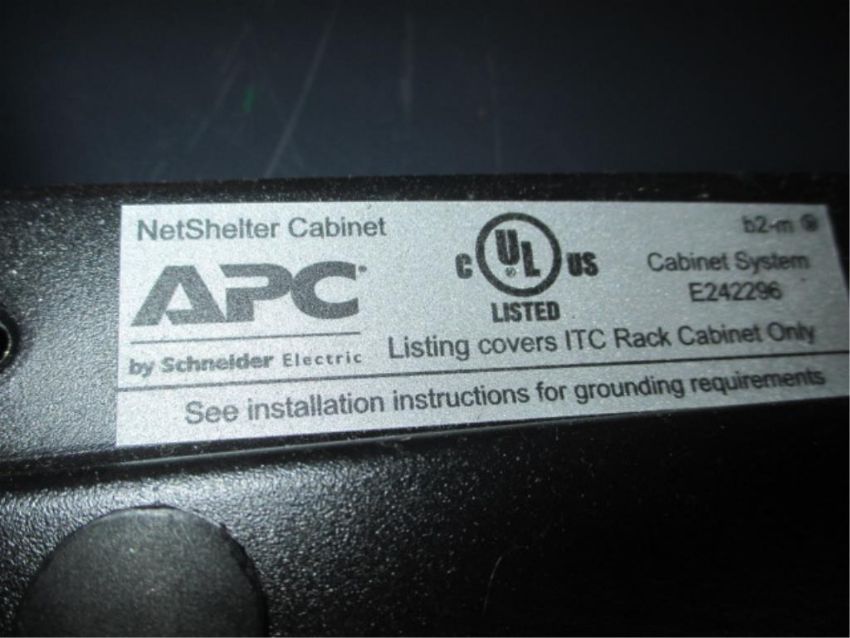 NetShelter Cabinet
APC
by Schneider Electric
C UL US
®
LISTED
b2-m
Cabinet System
E242296
Listing covers ITC Rack Cabinet Only
See installation instructions for grounding requirements